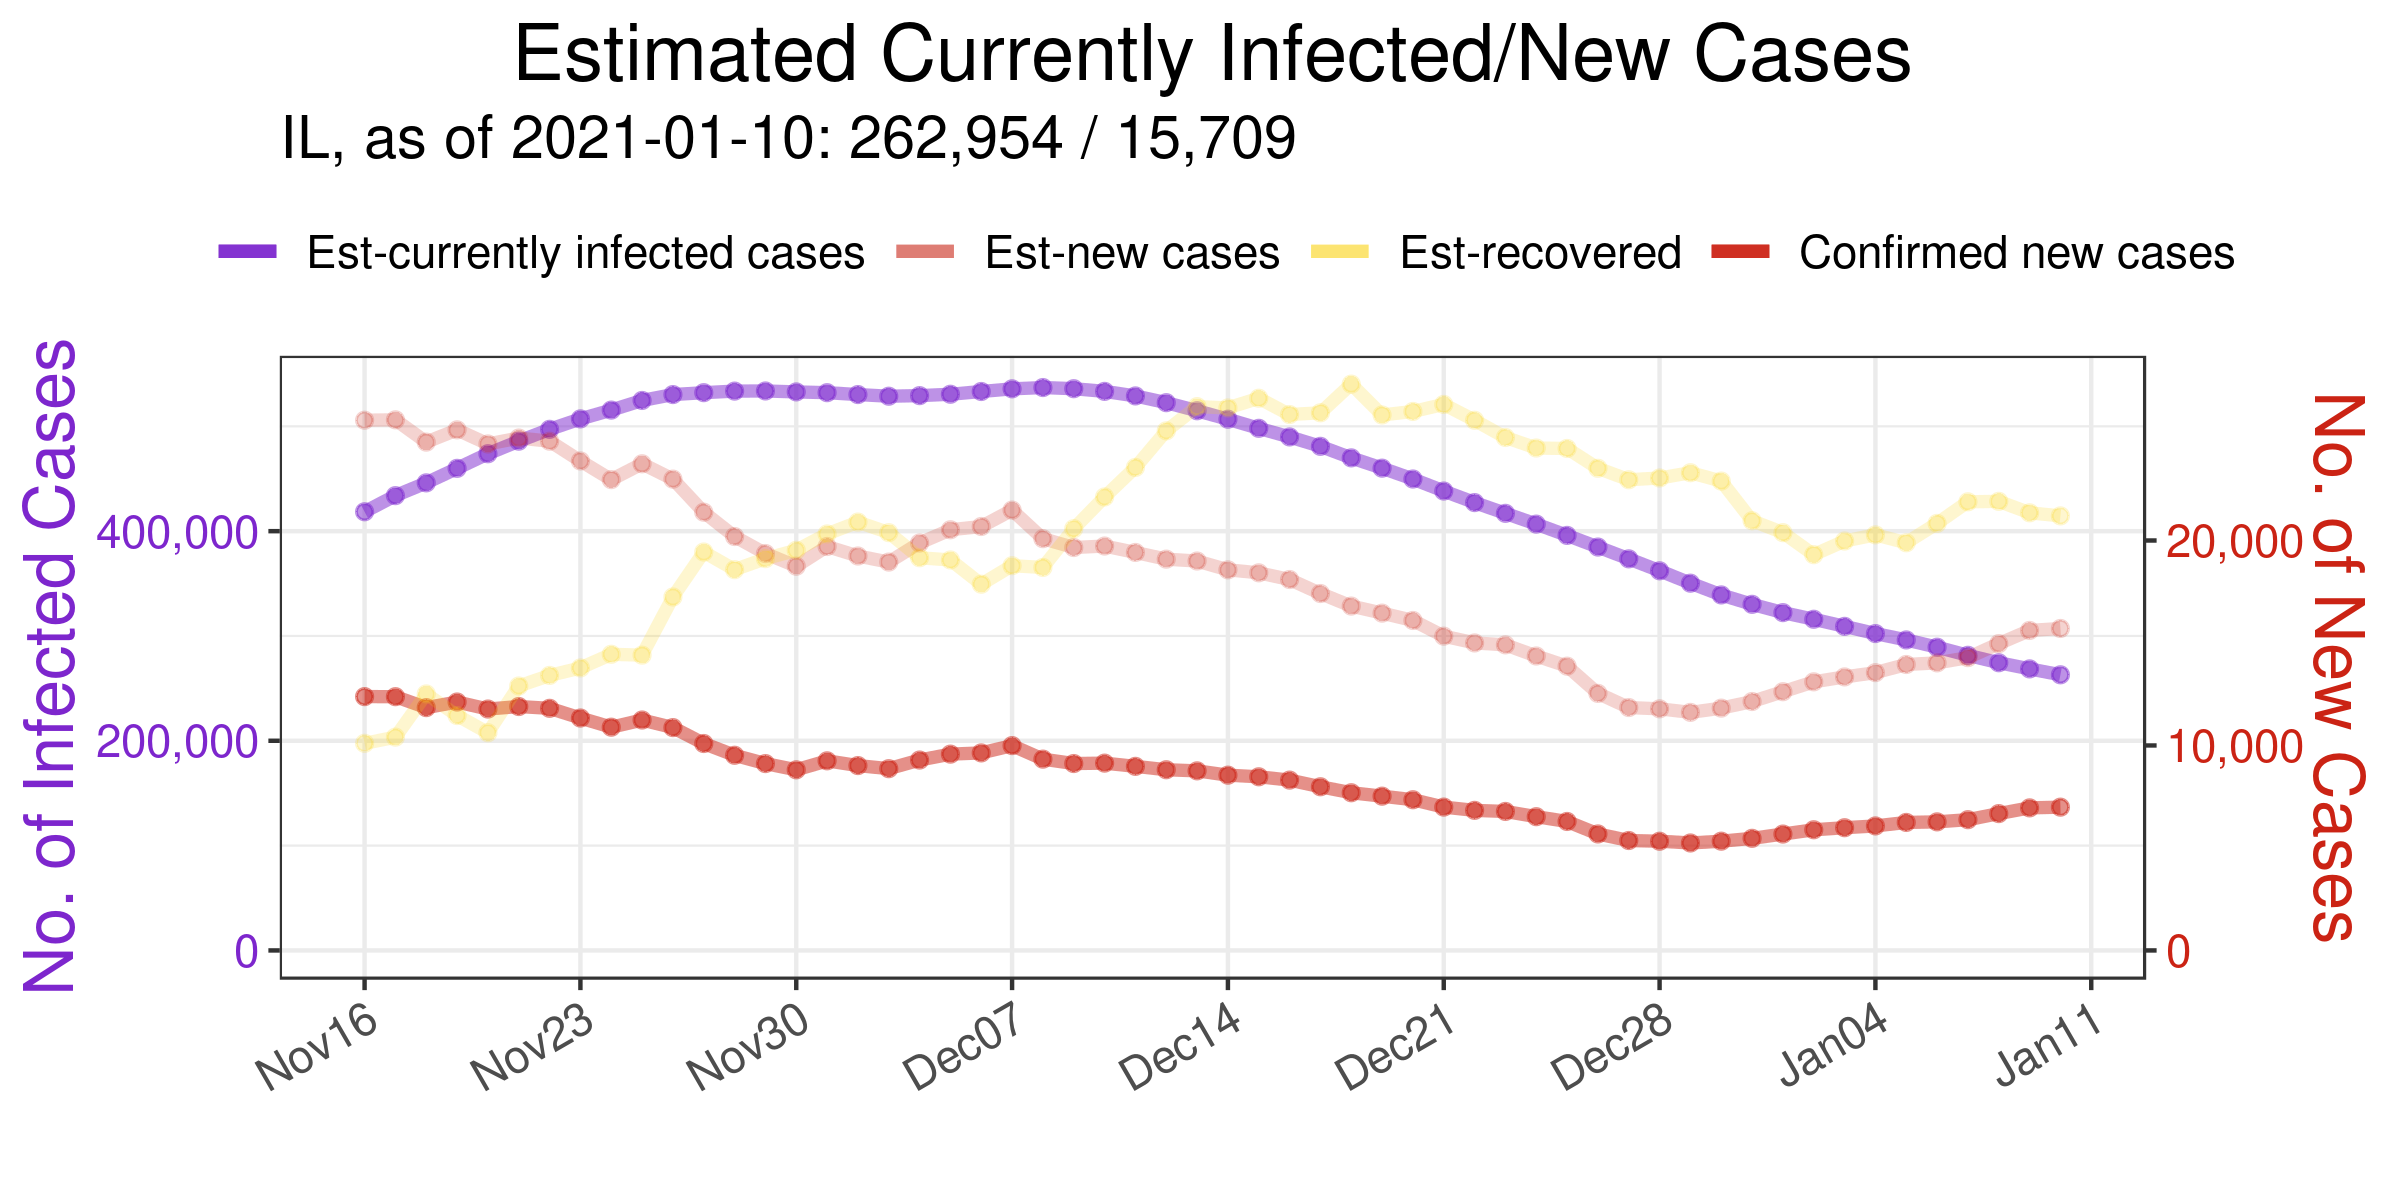 Estimated Currently Infected/New Cases
IL, as of 2021-01-10: 262,954 / 15,709
Est-currently infected cases Est-new cases Est-recovered Confirmed new cases
No. of Infected Cases
400,000
200,000
0
20,000
10,000
0
No. of New Cases
Nov16 Nov23 Nov30 Dec07 Dec14 Dec21 Dec28 Jan04 Jan11